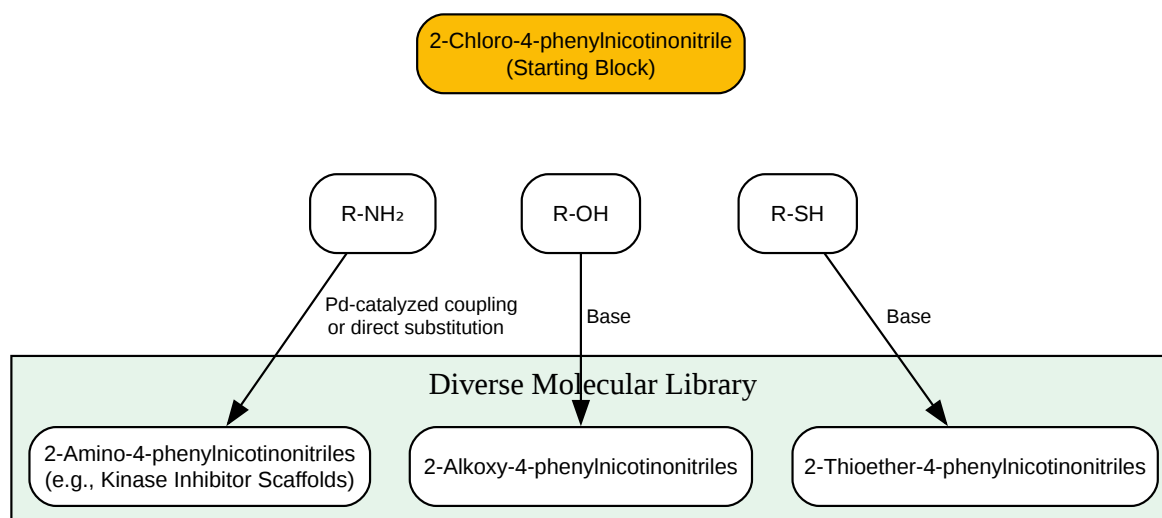 2-Chloro-4-phenylnicotinonitrile
(Starting Block)
R-NH₂
R-OH
R-SH
Pd-catalyzed coupling
or direct substitution
Base
Base
Diverse Molecular Library
2-Amino-4-phenylnicotinonitriles
(e.g., Kinase Inhibitor Scaffolds)
2-Alkoxy-4-phenylnicotinonitriles
2-Thioether-4-phenylnicotinonitriles